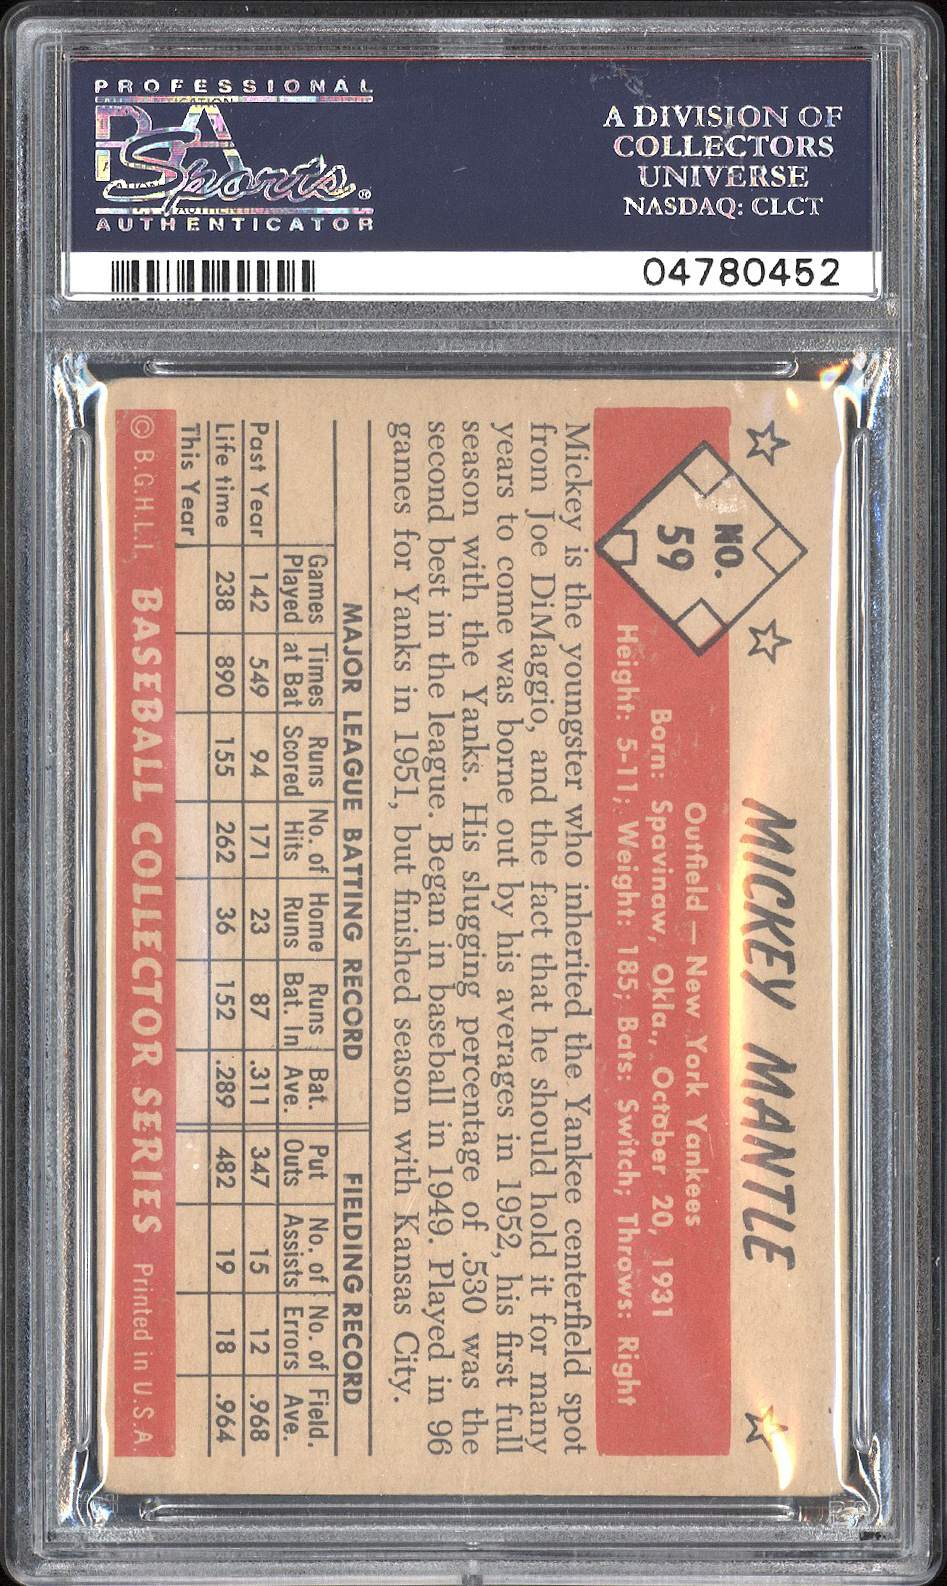 PROFESSIONAL
PSA
Sports®
AUTHENTICATOR
A DIVISION OF
COLLECTORS
UNIVERSE
NASDAQ: CLCT
04780452
MICKEY MANTLE
NO.
59
Outfield — New York Yankees
Born: Spavinaw, Okla., October 20, 1931
Height: 5-11; Weight: 185; Bats: Switch; Throws: Right
Mickey is the youngster who inherited the Yankee centerfield spot
from Joe DiMaggio, and the fact that he should hold it for many
years to come was borne out by his averages in 1952, his first full
season with the Yanks. His slugging percentage of .530 was the
second best in the league. Began in baseball in 1949. Played in 96
games for Yanks in 1951, but finished season with Kansas City.
MAJOR LEAGUE BATTING RECORD FIELDING RECORD
Games Times Runs No. of Home Runs Bat. Put No. of No. of Field.
Played at Bat Scored Hits Runs Bat. In Ave. Outs Assists Errors Ave.
Past Year 142 549 94 171 23 87 .311 347 15 12 .968
Life time 238 890 155 262 36 152 .289 482 19 18 .964
This Year
© B.G.H.L.I. BASEBALL COLLECTOR SERIES Printed in U.S.A.